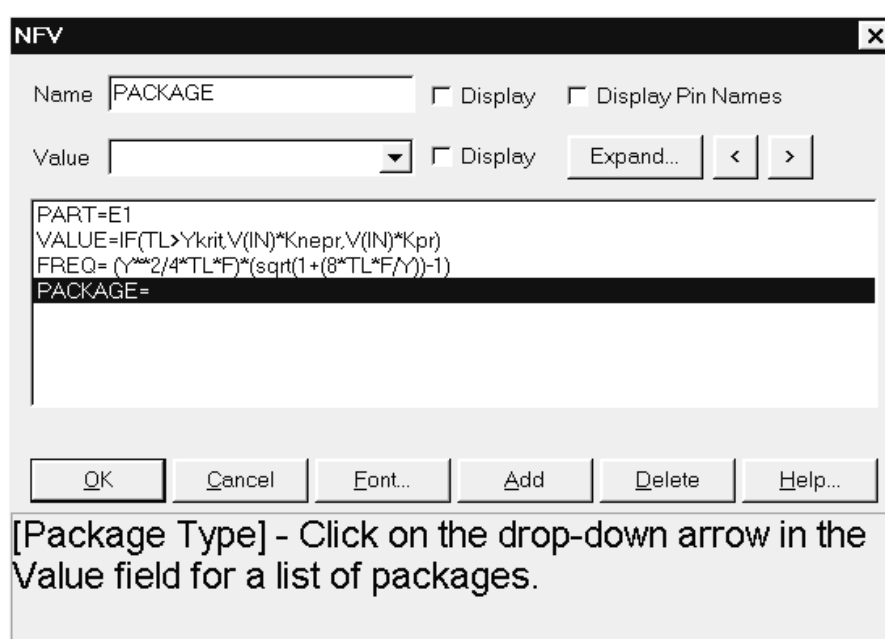 NFV
Name PACKAGE Display Display Pin Names
Value Display Expand... < >
PART=E1
VALUE=IF(TL>Ykrit,V(IN)*Knepr,V(IN)*Kpr)
FREQ= (Y**2/4*TL*F)*(sqrt(1+(8*TL*F/Y))-1)
PACKAGE=
OK Cancel Font... Add Delete Help...
[Package Type] - Click on the drop-down arrow in the
Value field for a list of packages.